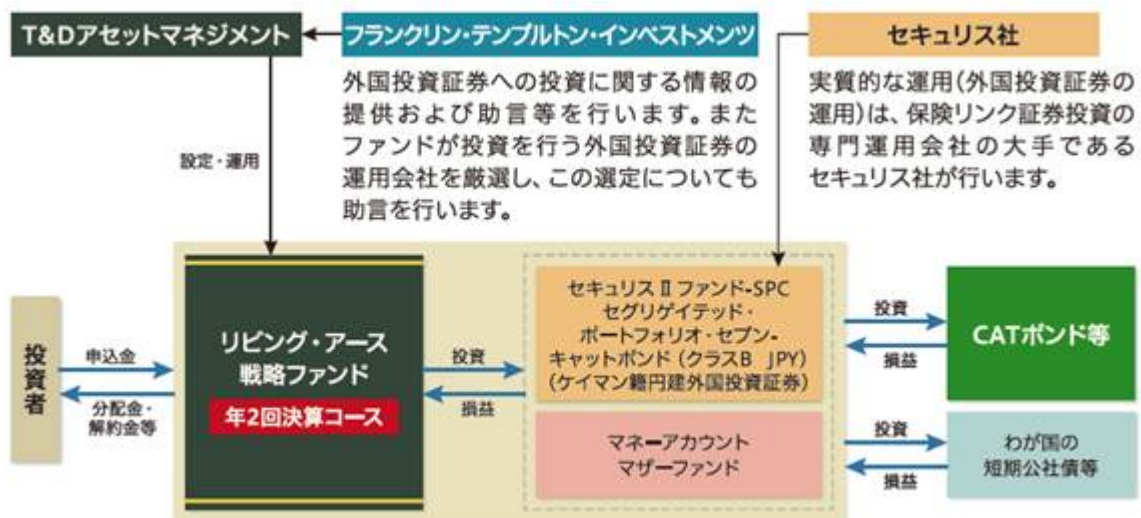 T&Dアセットマネジメント
フランクリン・テンプルトン・インベストメンツ
セキュリス社
外国投資証券への投資に関する情報の
提供および助言等を行います。また
ファンドが投資を行う外国投資証券の
運用会社を厳選し、この選定についても
助言を行います。
実質的な運用(外国投資証券の
運用)は、保険リンク証券投資の
専門運用会社の大手である
セキュリス社が行います。
設定・運用
投資者
申込金
分配金・
解約金等
リビング・アース
戦略ファンド
年2回決算コース
投資
損益
セキュリスⅡファンド-SPC
セグリゲイテッド・
ポートフォリオ・セブン-
キャットボンド(クラスB JPY)
(ケイマン籍円建外国投資証券)
マネーアカウント
マザーファンド
投資
損益
CATボンド等
投資
損益
わが国の
短期公社債等